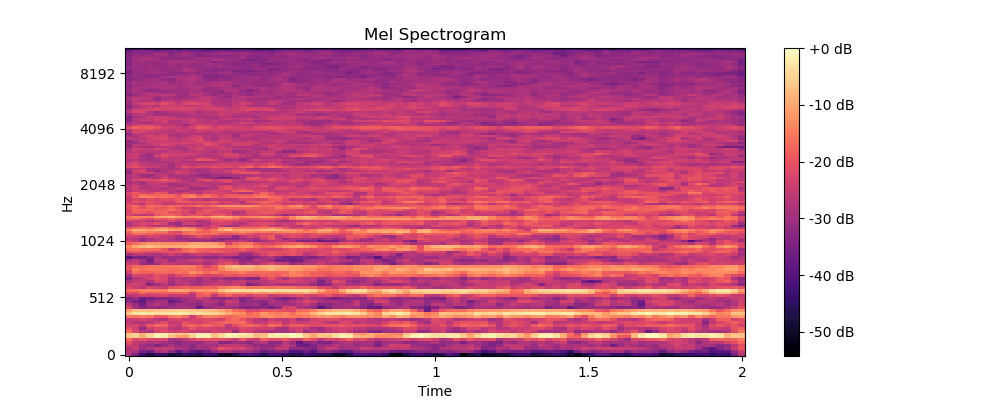 Mel Spectrogram
+0 dB
8192
-10 dB
4096
-20 dB
2048
Hz
-30 dB
1024
-40 dB
512
-50 dB
0
0 0.5 1 1.5 2
Time